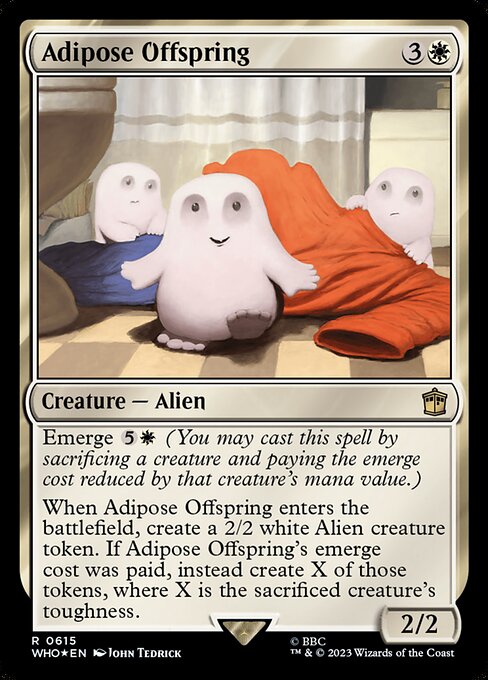 Adipose Offspring 3
Creature — Alien
Emerge 5 (You may cast this spell by
sacrificing a creature and paying the emerge
cost reduced by that creature's mana value.)
When Adipose Offspring enters the
battlefield, create a 2/2 white Alien creature
token. If Adipose Offspring's emerge
cost was paid, instead create X of those
tokens, where X is the sacrificed creature's
toughness.
2/2
R 0615
WHO★EN John Tedrick
© BBC
™ & © 2023 Wizards of the Coast